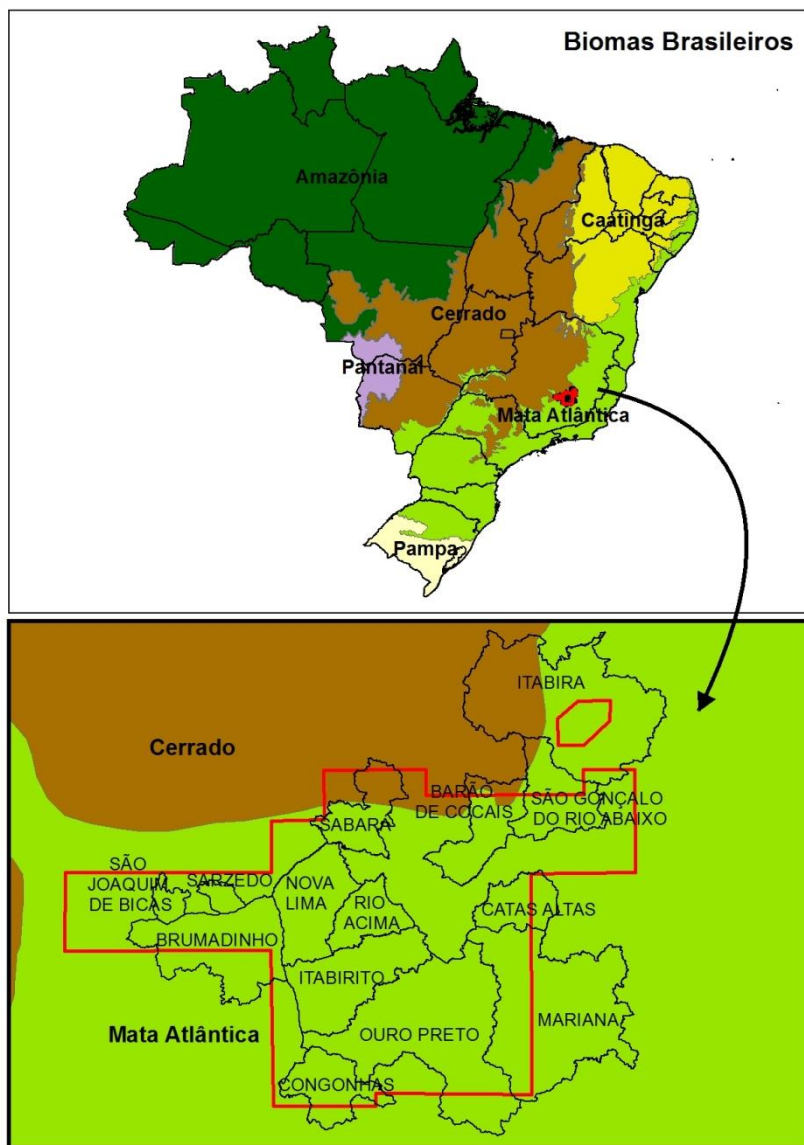 Biomas Brasileiros
Amazônia
Caatinga
Cerrado
Pantanal
Mata Atlântica
Pampa
ITABIRA
Cerrado
BARÃO
DE COCAIS
SÃO GONÇALO
DO RIO ABAIXO
SABARA
SÃO
JOAQUIM
DE BICAS
SARZEDO
NOVA
LIMA
RIO
ACIMA
CATAS ALTAS
BRUMADINHO
ITABIRITO
OURO PRETO
MARIANA
Mata Atlântica
CONGONHAS